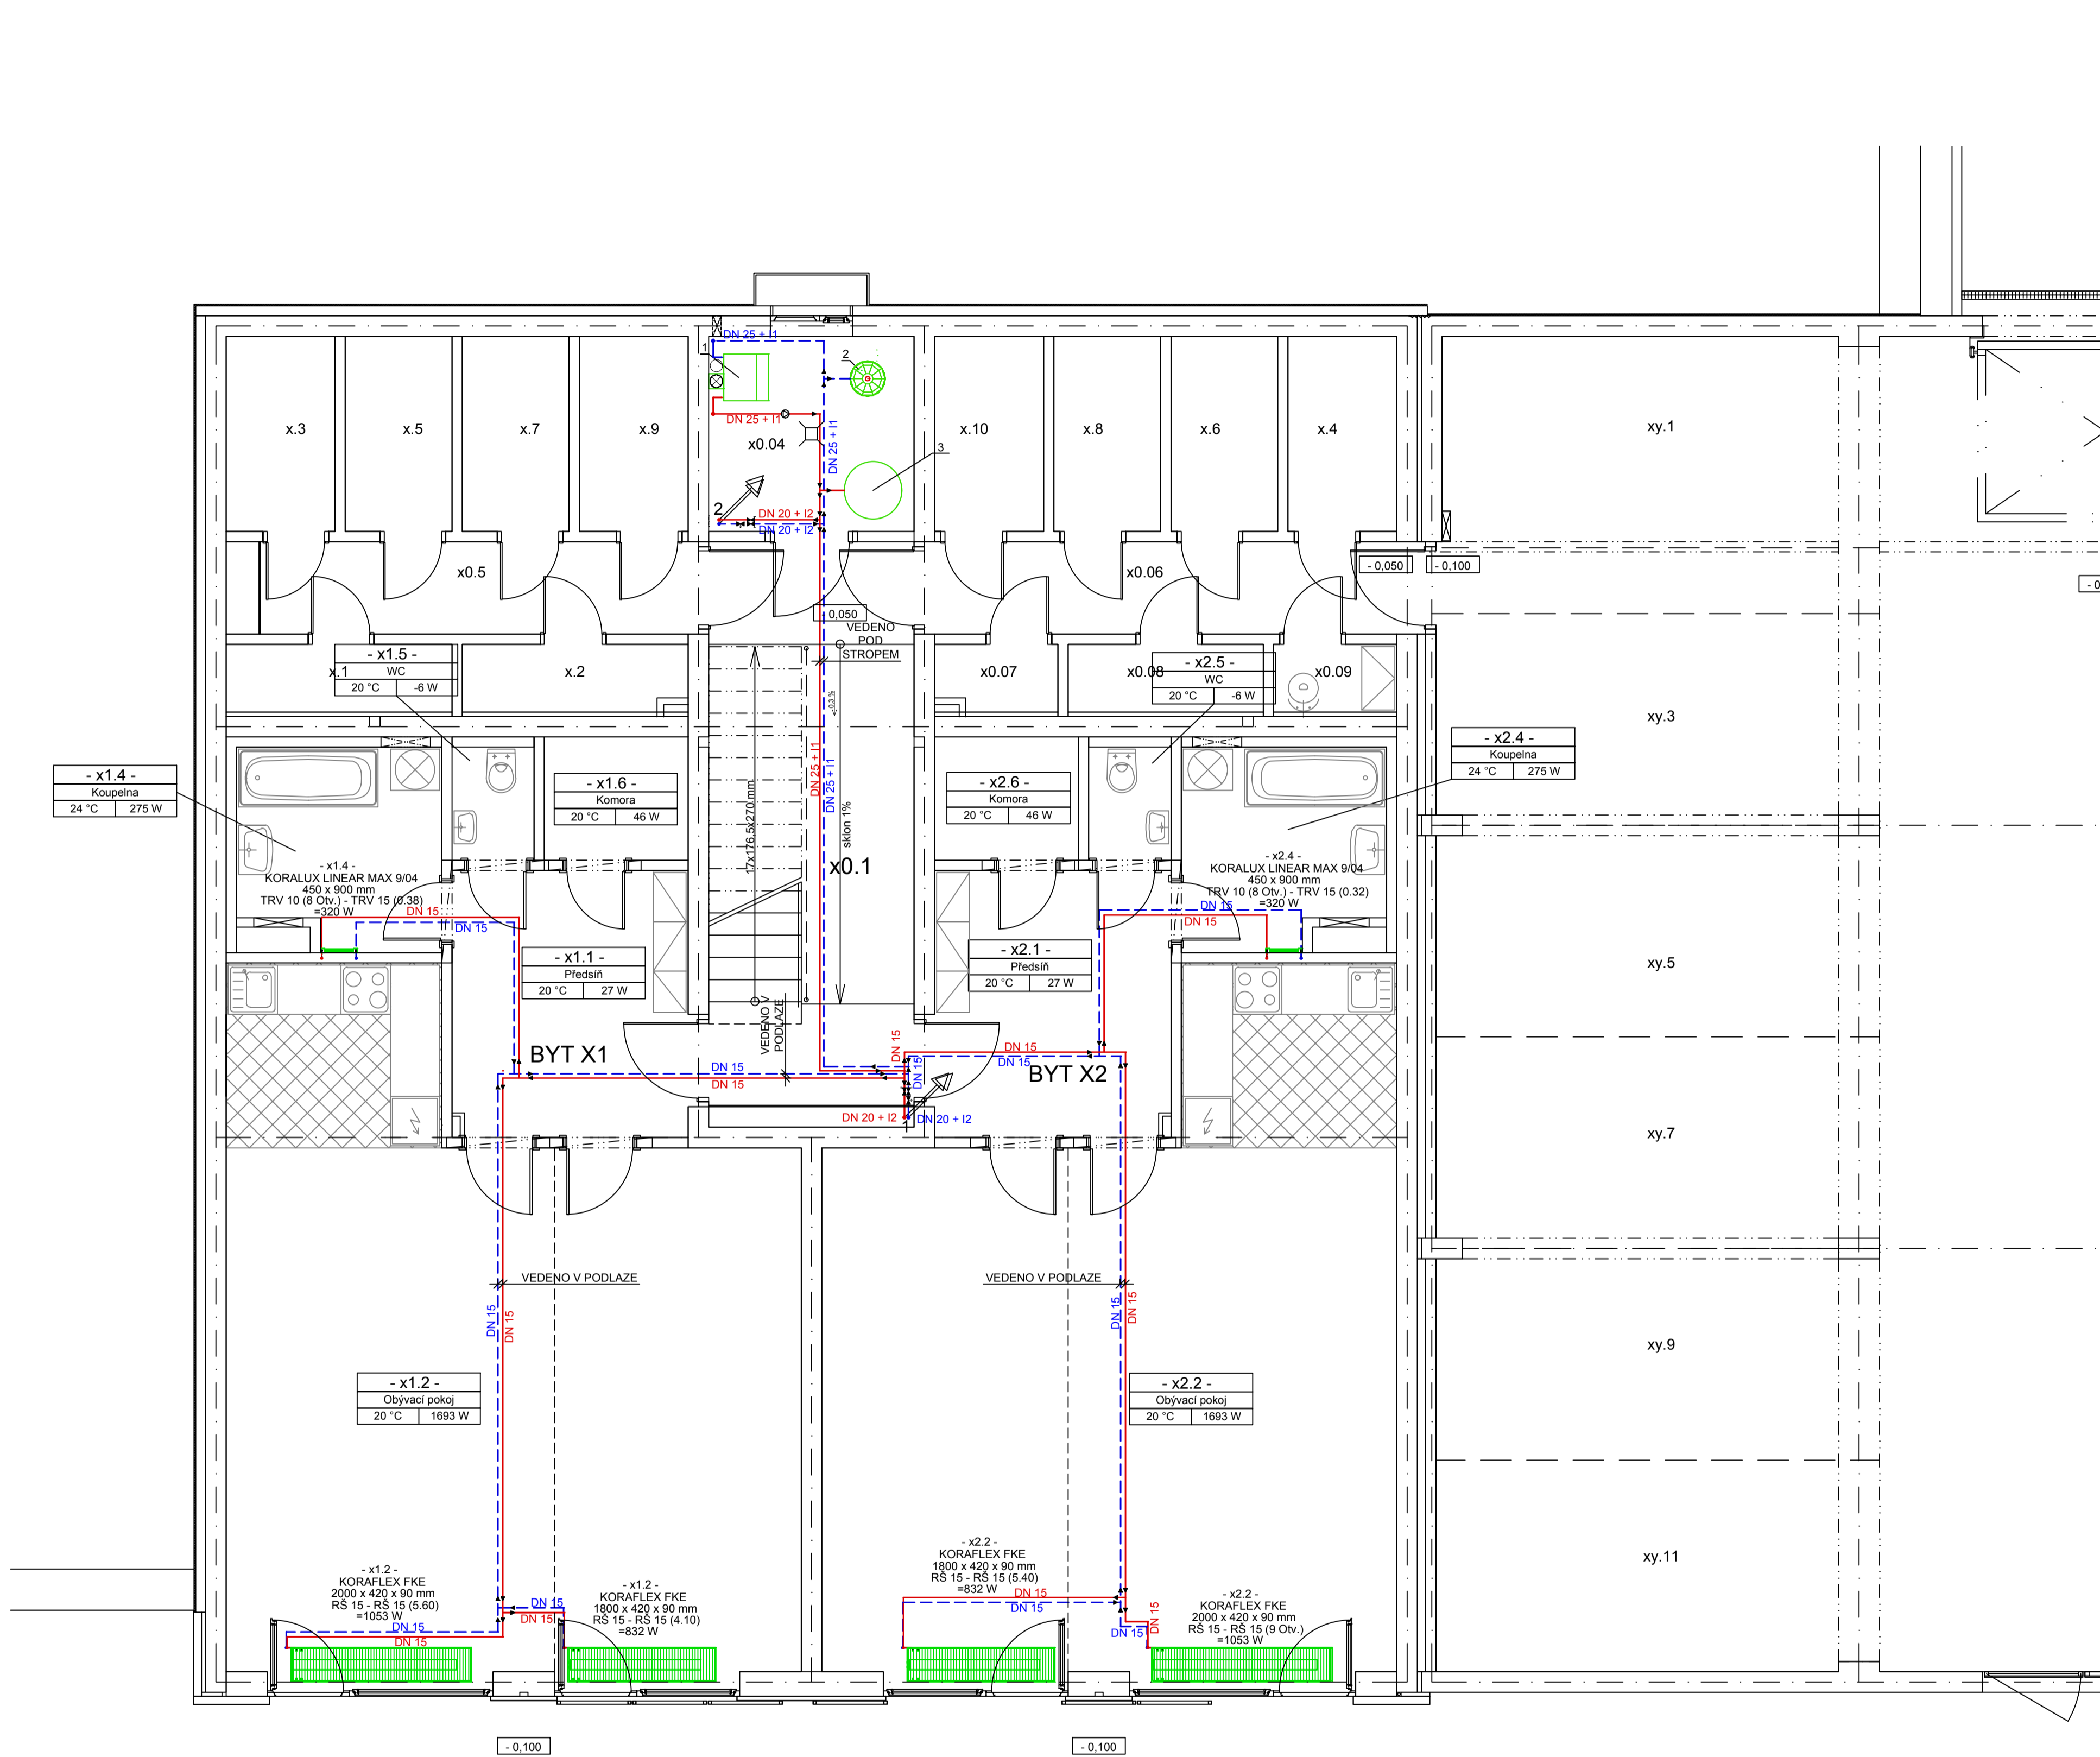 DN 25 + I1
1
2
x.3
x.5
x.7
x.9
DN 25 + I1
x0.04
DN 25 + I1
3
x.10
x.8
x.6
x.4
xy.1
2
DN 20 + I2
DN 20 + I2
x0.5
x0.06
- 0,050
- 0,100
- 0
- 0,050
VEDENO
POD
STROPEM
- x1.5 -
WC
20 °C
-6 W
x.1
x.2
x0.07
x0.08
- x2.5 -
WC
20 °C
-6 W
x0.09
0,3 %
xy.3
- x1.4 -
Koupelna
24 °C
275 W
- x1.6 -
Komora
20 °C
46 W
17x176,5x270 mm
DN 25 + I1
DN 25 + I1
sklon 1%
x0.1
- x2.6 -
Komora
20 °C
46 W
- x2.4 -
Koupelna
24 °C
275 W
- x1.4 -
KORALUX LINEAR MAX 9/04
450 x 900 mm
TRV 10 (8 Otv.) - TRV 15 (0.38)
=320 W
DN 15
DN 15
- x2.4 -
KORALUX LINEAR MAX 9/04
450 x 900 mm
TRV 10 (8 Otv.) - TRV 15 (0.32)
=320 W
DN 15
DN 15
- x1.1 -
Předsíň
20 °C
27 W
- x2.1 -
Předsíň
20 °C
27 W
xy.5
VEDENO V
PODLAZE
BYT X1
DN 15
DN 15
DN 15
DN 15
DN 15
DN 15
BYT X2
DN 20 + I2
DN 20 + I2
1
xy.7
VEDENO V PODLAZE
DN 15
DN 15
VEDENO V PODLAZE
DN 15
DN 15
xy.9
- x1.2 -
Obývací pokoj
20 °C
1693 W
- x2.2 -
Obývací pokoj
20 °C
1693 W
xy.11
- x1.2 -
KORAFLEX FKE
2000 x 420 x 90 mm
RŠ 15 - RŠ 15 (5.60)
=1053 W
DN 15
DN 15
DN 15
DN 15
- x1.2 -
KORAFLEX FKE
1800 x 420 x 90 mm
RŠ 15 - RŠ 15 (4.10)
=832 W
- x2.2 -
KORAFLEX FKE
1800 x 420 x 90 mm
RŠ 15 - RŠ 15 (5.40)
=832 W
DN 15
DN 15
DN 15
DN 15
- x2.2 -
KORAFLEX FKE
2000 x 420 x 90 mm
RŠ 15 - RŠ 15 (9 Otv.)
=1053 W
- 0,100
- 0,100